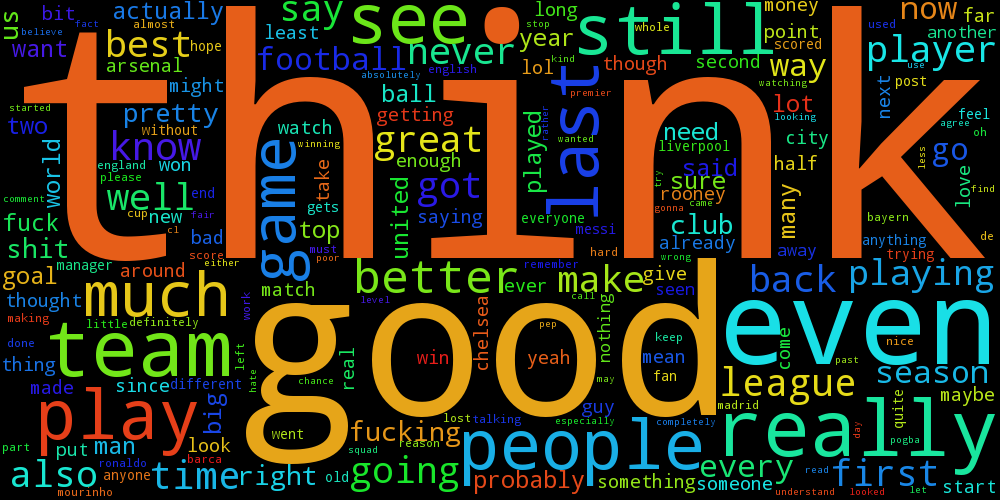 think
good
even
still
see
really
people
team
play
much
game
last
better
know
got
great
well
best
football
never
say
actually
us
bit
fact
almost
believe
hope
want
arsenal
might
least
long
stop
whole
year
kind
lol
though
second
money
point
scored
way
now
far
used
another
player
watching
absolutely
english
premier
started
two
pretty
without
ball
getting
watch
winning
enough
played
rather
wanted
need
liverpool
lot
looking
city
half
next
post
use
feel
agree
oh
go
less
love
find
world
england
please
won
take
united
saying
everyone
messi
said
sure
rooney
try
gonna
came
many
comment
fuck
shit
cup
cl
new
end
fair
gets
top
bad
score
either
must
poor
club
already
away
bayern
anything
trying
de
hard
wrong
remember
goal
manager
around
match
ever
make
give
seen
back
playing
thought
making
little
definitely
work
level
call
nothing
chelsea
pep
keep
mean
fan
win
yeah
real
left
hate
chance
may
come
past
nice
done
thing
made
since
different
big
league
season
madrid
maybe
quite
pogba
day
guy
especially
completely
lost
talking
fucking
reason
squad
went
look
man
put
part
ronaldo
barca
anyone
mourinho
also
time
right
old
going
probably
something
someone
every
understand
read
looked
first
let
start